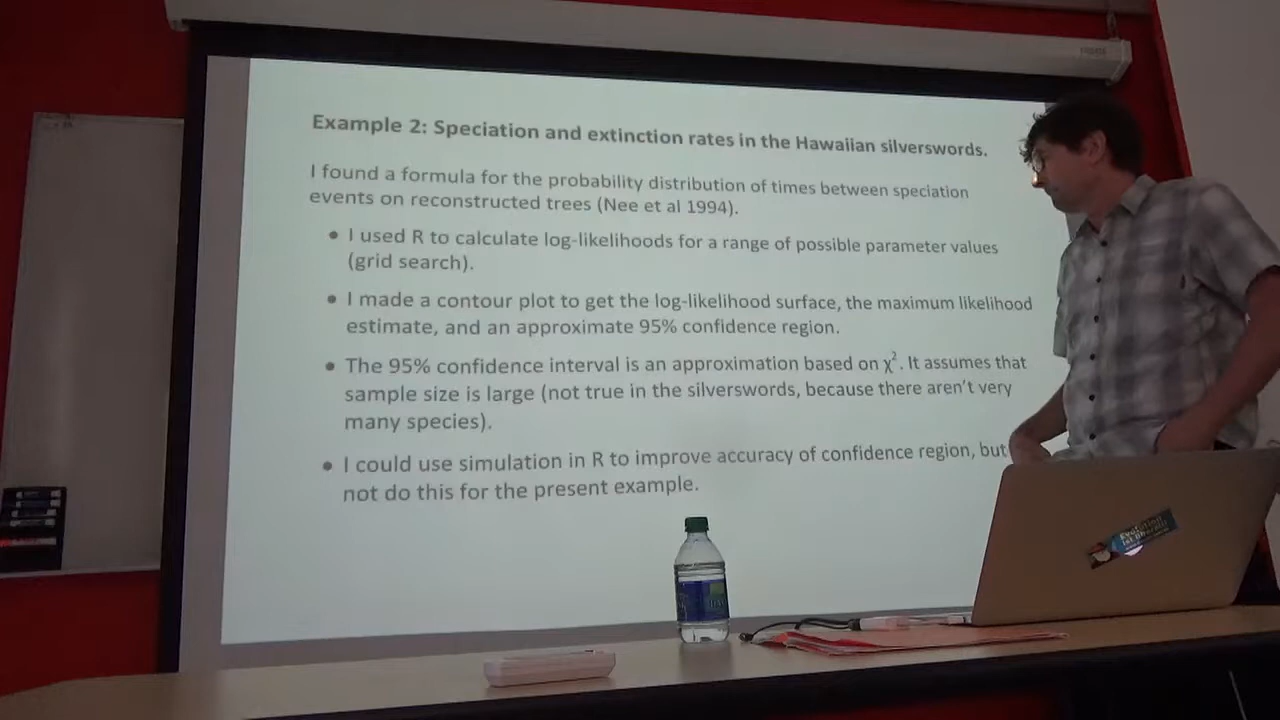 Example 2: Speciation and extinction rates in the Hawaiian silverswords.
I found a formula for the probability distribution of times between speciation
events on reconstructed trees (Nee et al 1994).
• I used R to calculate log-likelihoods for a range of possible parameter values
(grid search).
• I made a contour plot to get the log-likelihood surface, the maximum likelihood
estimate, and an approximate 95% confidence region.
• The 95% confidence interval is an approximation based on χ². It assumes that
sample size is large (not true in the silverswords, because there aren't very
many species).
• I could use simulation in R to improve accuracy of confidence region, but
not do this for the present example.